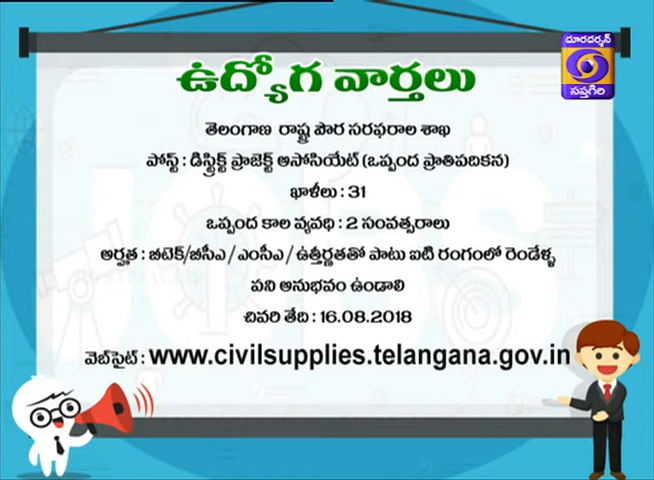 దూరదర్శన్
సప్తగిరి
ఉద్యోగ వార్తలు
తెలంగాణ రాష్ట్ర పౌర సరఫరాల శాఖ
పోస్ట్ : డిస్ట్రిక్ట్ ప్రాజెక్ట్ అసోసియేట్ (ఒప్పంద ప్రాతిపదికన)
ఖాళీలు : 31
ఒప్పంద కాల వ్యవధి : 2 సంవత్సరాలు
అర్హత : బీటెక్/బీసీఏ / ఎంసీఏ / ఉత్తీర్ణతతో పాటు ఐటి రంగంలో రెండేళ్ళ
పని అనుభవం ఉండాలి
చివరి తేది : 16.08.2018
వెబ్‌సైట్ : www.civilsupplies.telangana.gov.in